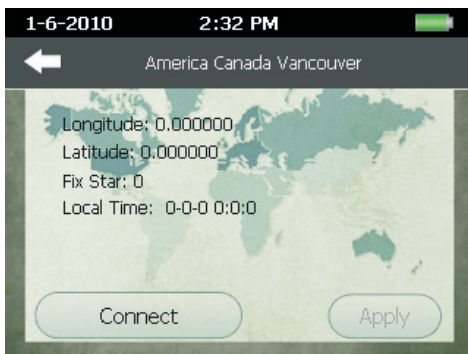 1-6-2010 2:32 PM
America Canada Vancouver
Longitude: 0.000000
Latitude: 0.000000
Fix Star: 0
Local Time: 0-0-0 0:0:0
Connect Apply